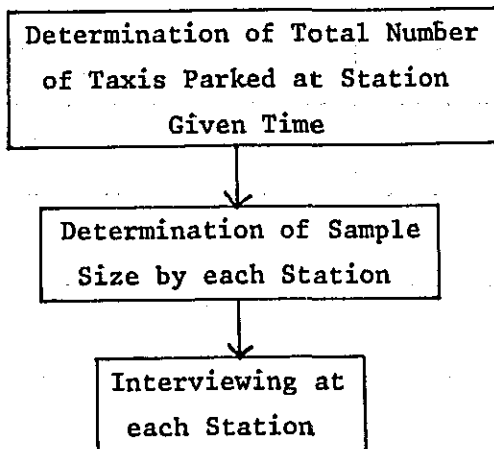 Determination of Total Number
of Taxis Parked at Station
Given Time
Determination of Sample
Size by each Station
Interviewing at
each Station